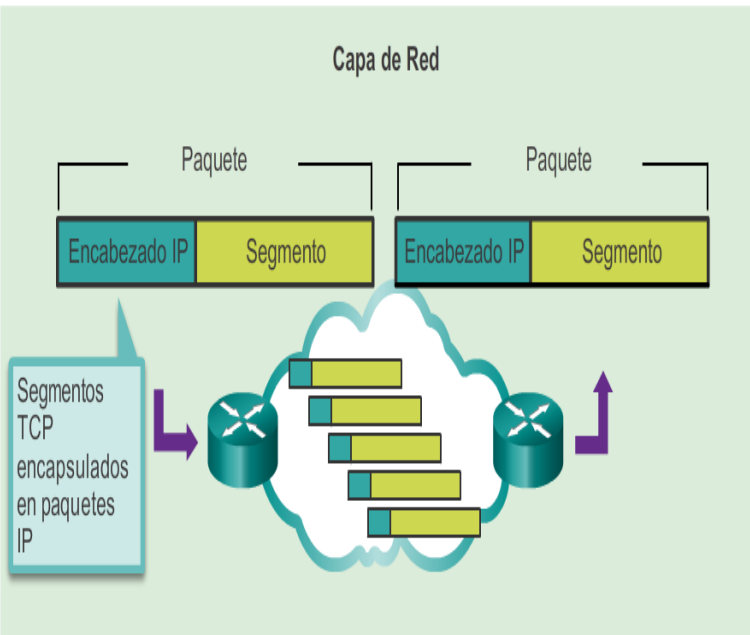 Capa de Red
Paquete Paquete
Encabezado IP Segmento Encabezado IP Segmento
Segmentos
TCP
encapsulados
en paquetes
IP